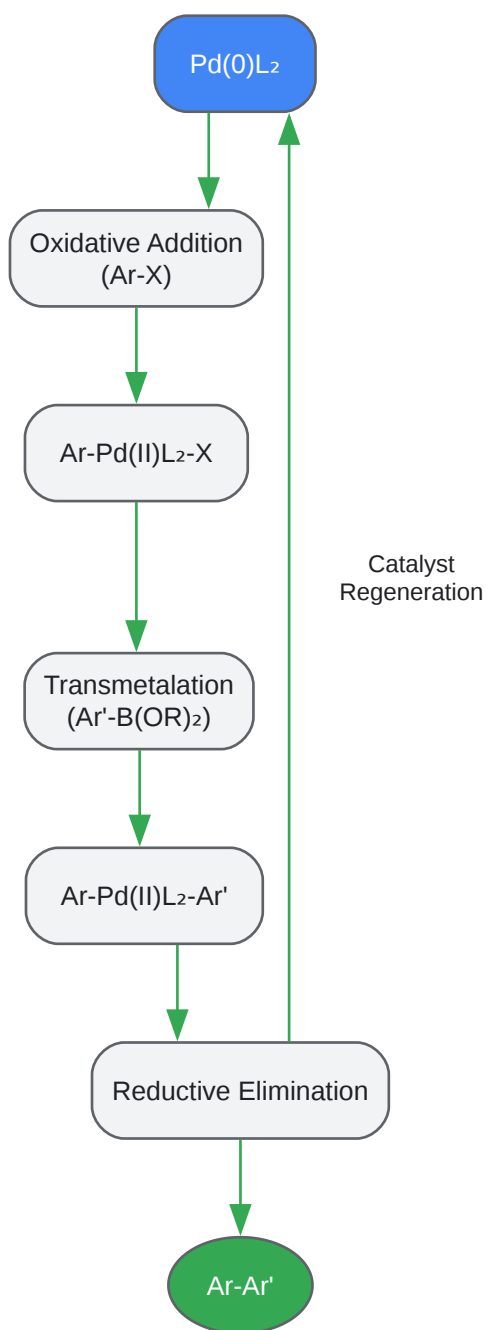 Pd(0)L₂
Oxidative Addition
(Ar-X)
Ar-Pd(II)L₂-X
Catalyst
Regeneration
Transmetalation
(Ar'-B(OR)₂)
Ar-Pd(II)L₂-Ar'
Reductive Elimination
Ar-Ar'